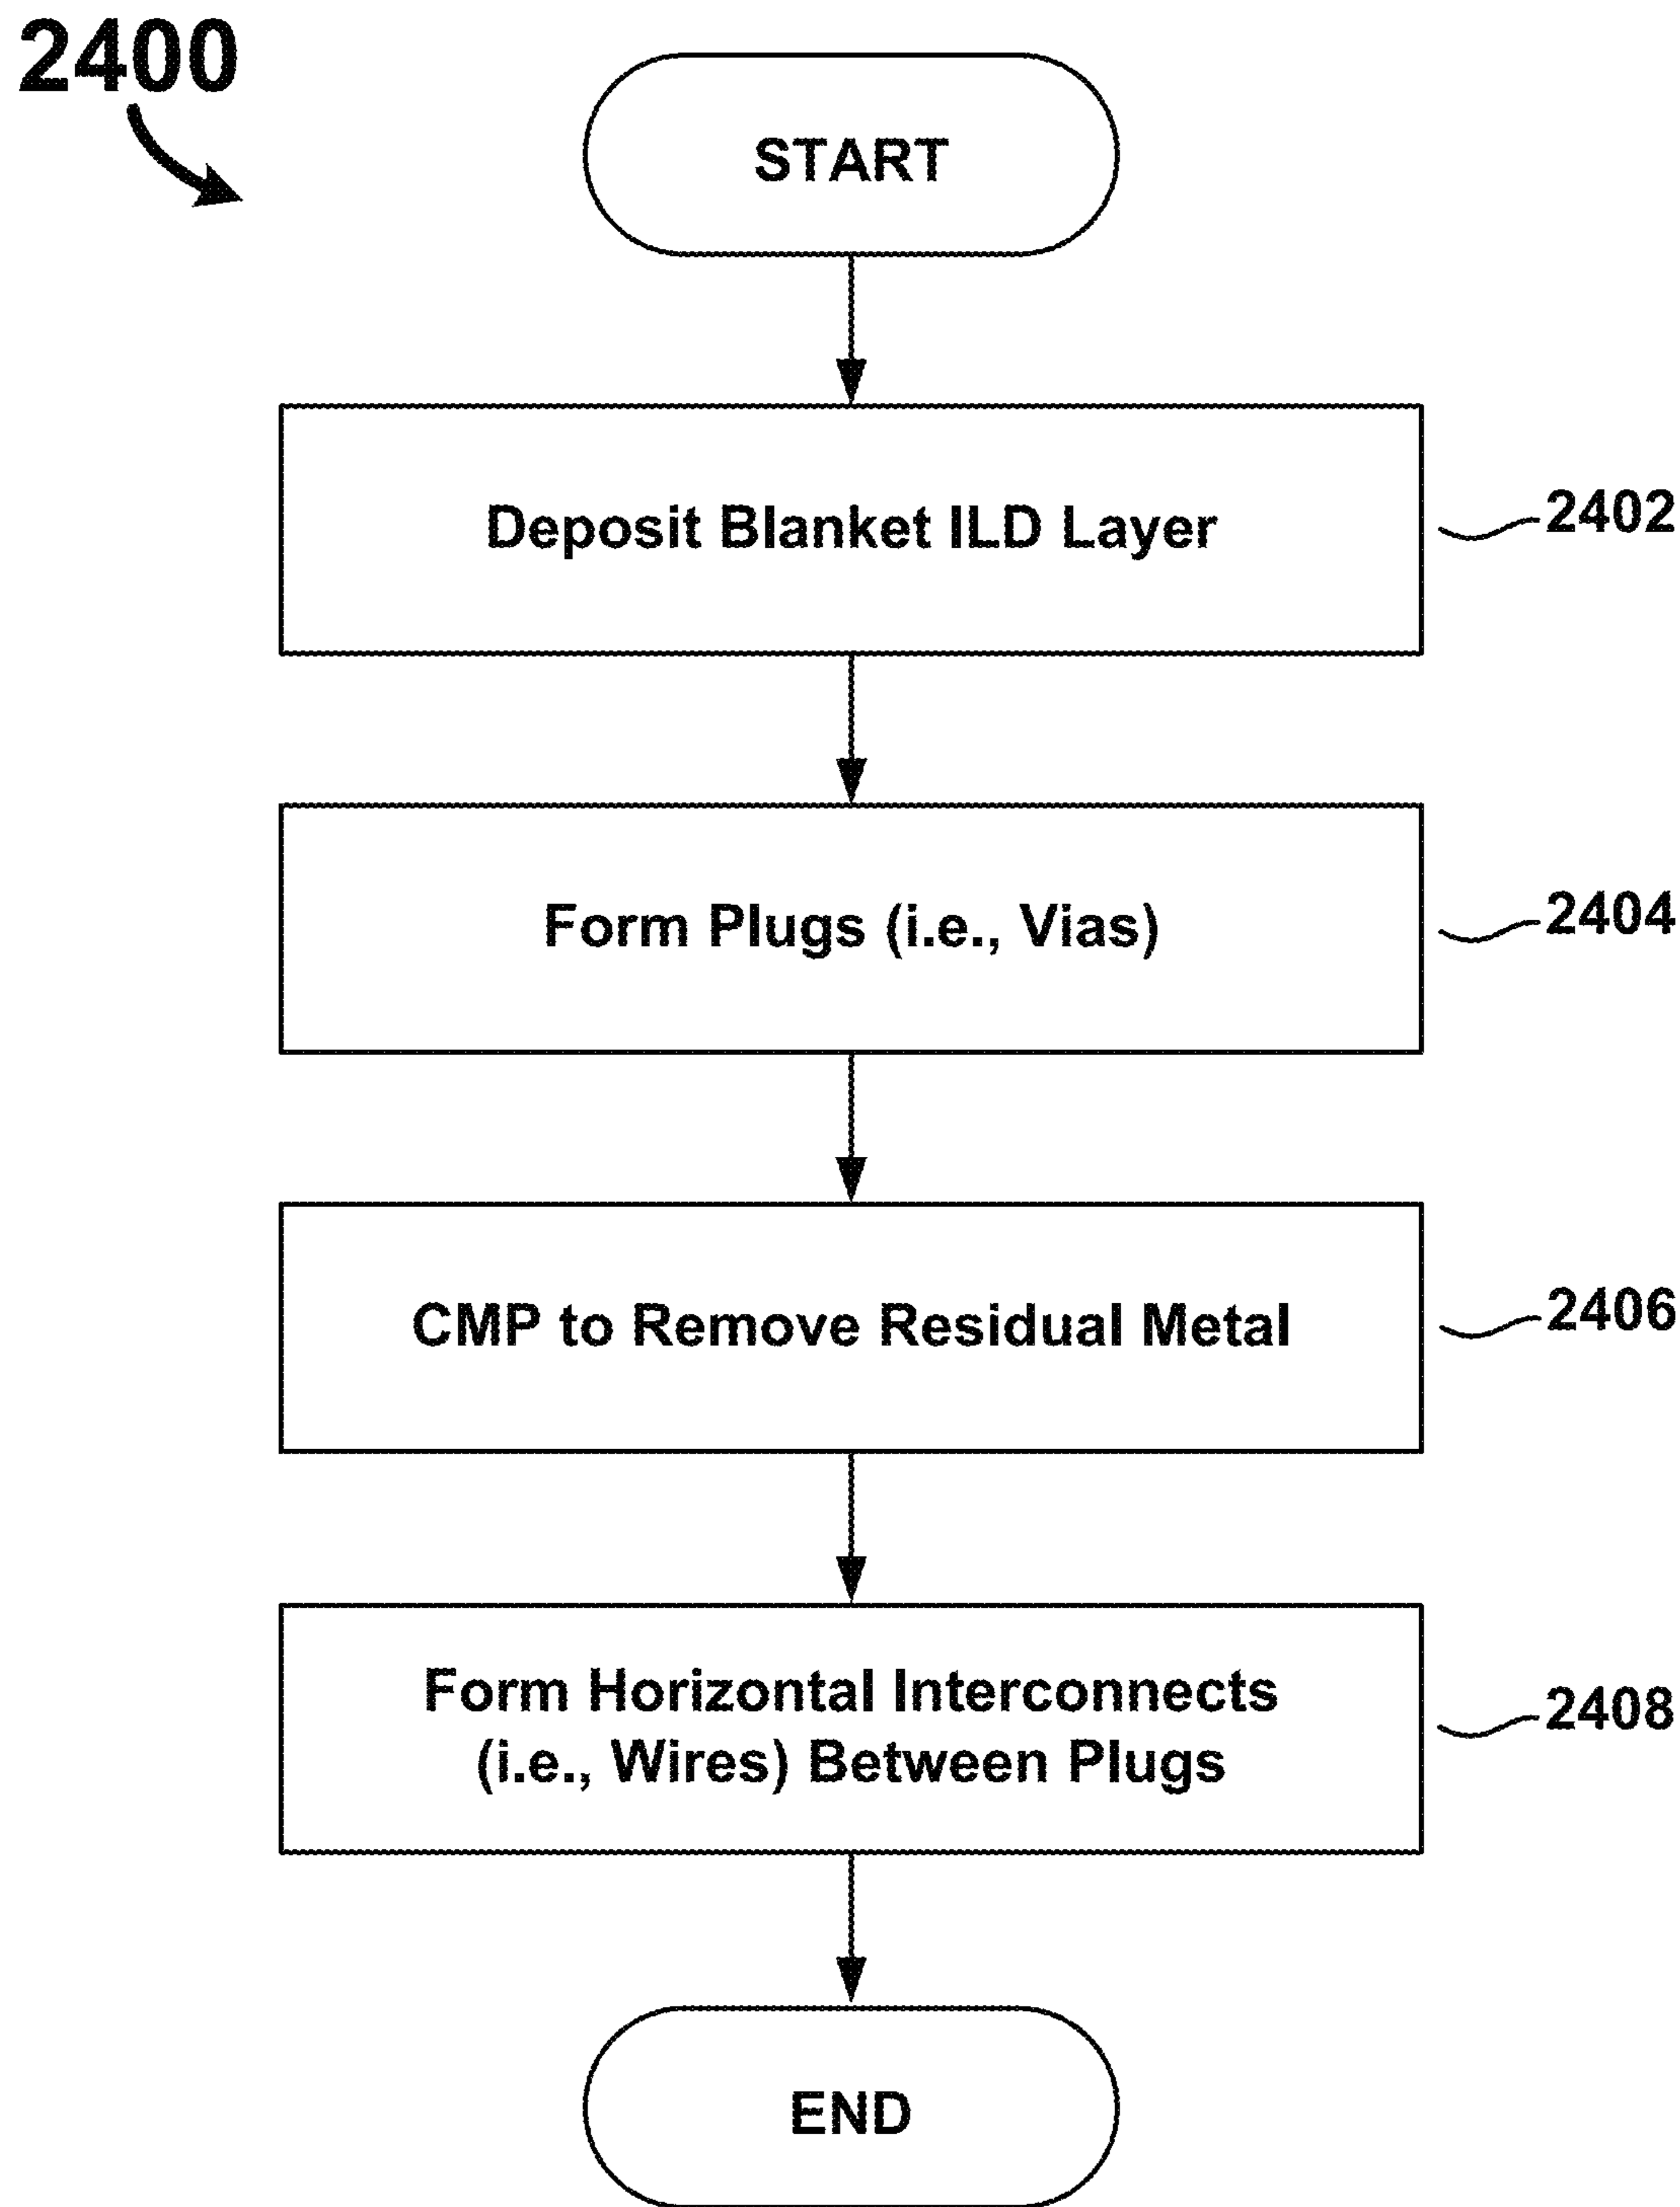 2400
START
Deposit Blanket ILD Layer
2402
Form Plugs (i.e., Vias)
2404
CMP to Remove Residual Metal
2406
Form Horizontal Interconnects
(i.e., Wires) Between Plugs
2408
END